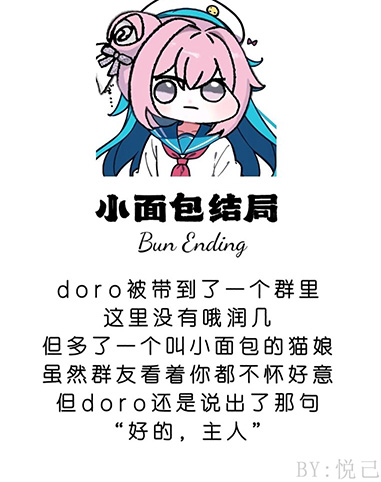 小面包结局
Bun Ending
doro被带到了一个群里
这里没有哦润几
但多了一个叫小面包的猫娘
虽然群友看着你都不怀好意
但doro还是说出了那句
“好的，主人”
BY:悦己